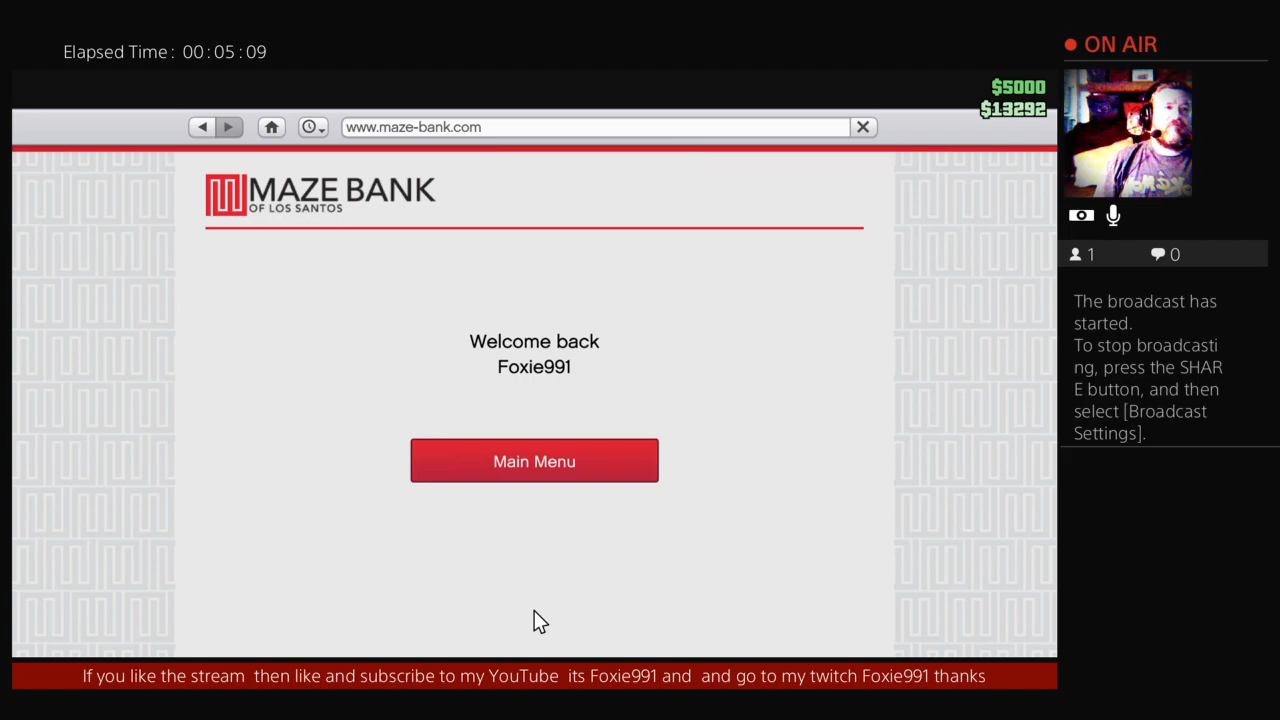 Elapsed Time: 00:05:09
ON AIR
$5000
$13292
www.maze-bank.com
MAZE BANK
OF LOS SANTOS
1
0
Welcome back
Foxie991
Main Menu
The broadcast has
started.
To stop broadcasti
ng, press the SHAR
E button, and then
select [Broadcast
Settings].
If you like the stream then like and subscribe to my YouTube its Foxie991 and and go to my twitch Foxie991 thanks